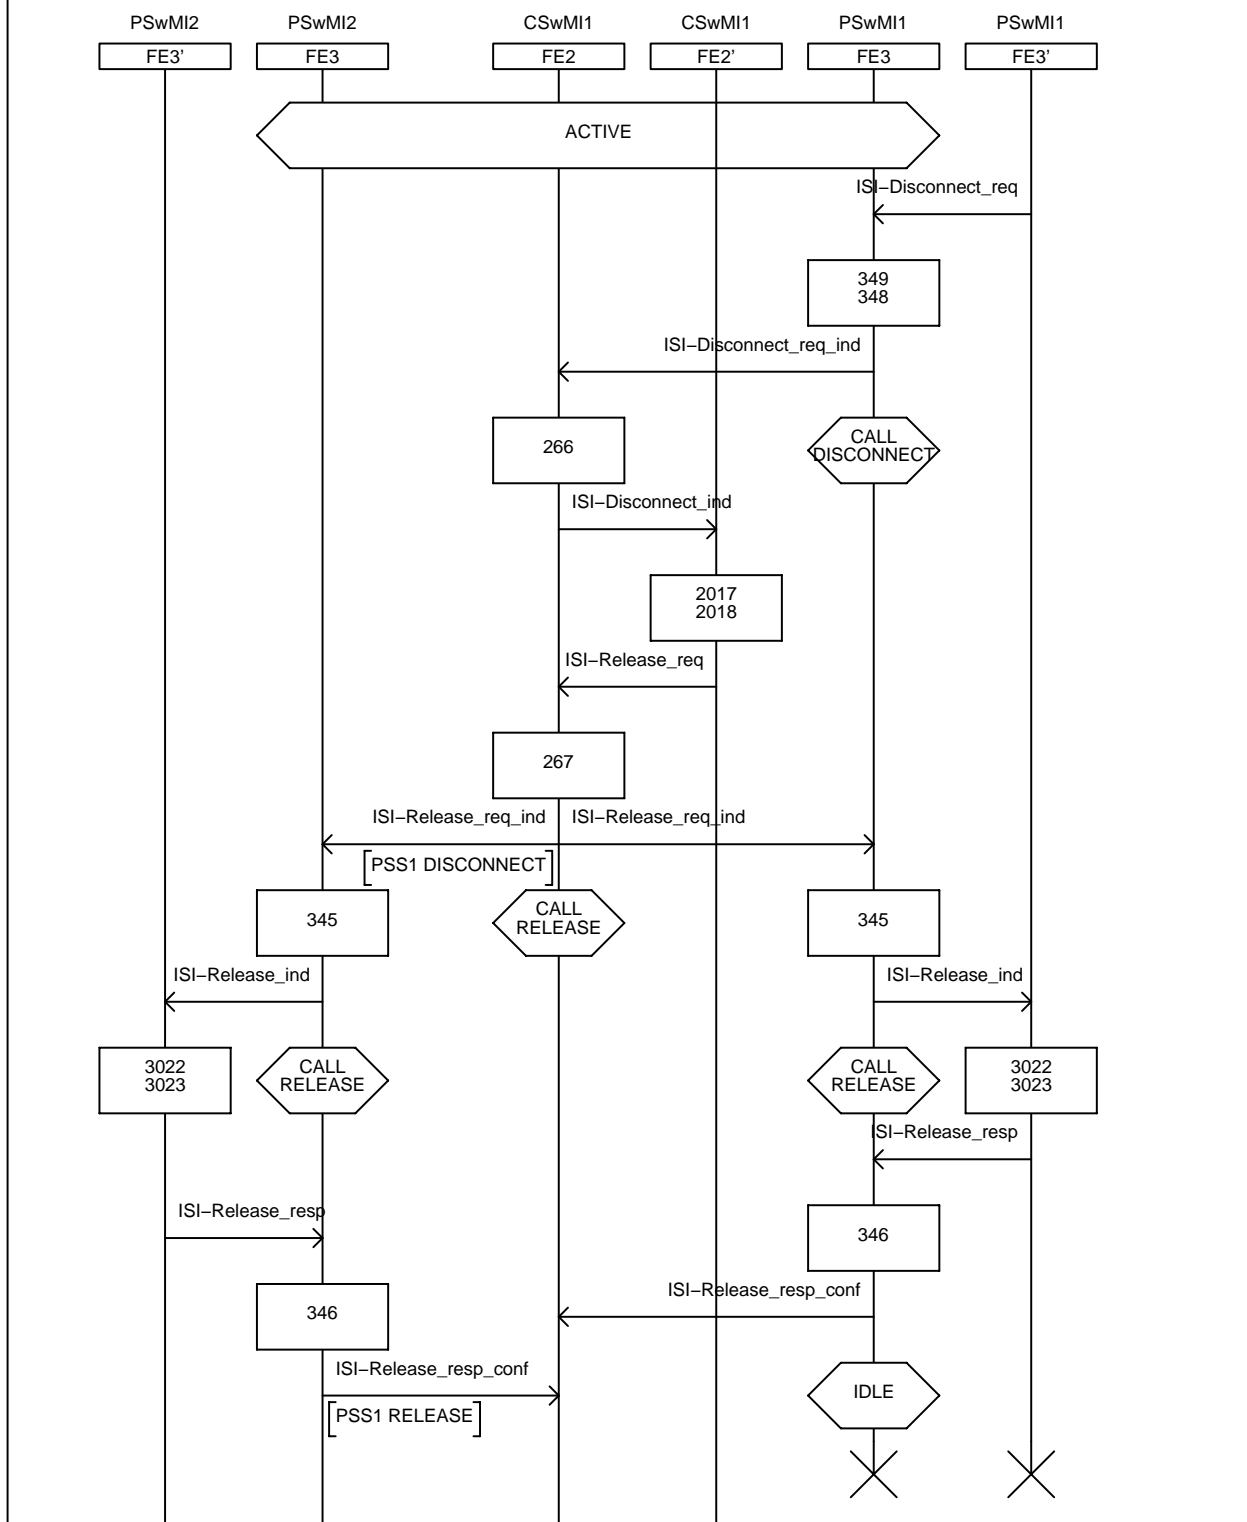 PSwMI2 PSwMI2 CSwMI1 CSwMI1 PSwMI1 PSwMI1
FE3' FE3 FE2 FE2' FE3 FE3'
ACTIVE
ISI–Disconnect_req
349
348
ISI–Disconnect_req_ind
266
CALL
DISCONNECT
ISI–Disconnect_ind
2017
2018
ISI–Release_req
267
ISI–Release_req_ind ISI–Release_req_ind
PSS1 DISCONNECT
345
CALL
RELEASE
345
ISI–Release_ind ISI–Release_ind
3022
3023
CALL
RELEASE
CALL
RELEASE
3022
3023
ISI–Release_resp
ISI–Release_resp
346
ISI–Release_resp_conf
346
ISI–Release_resp_conf
IDLE
PSS1 RELEASE